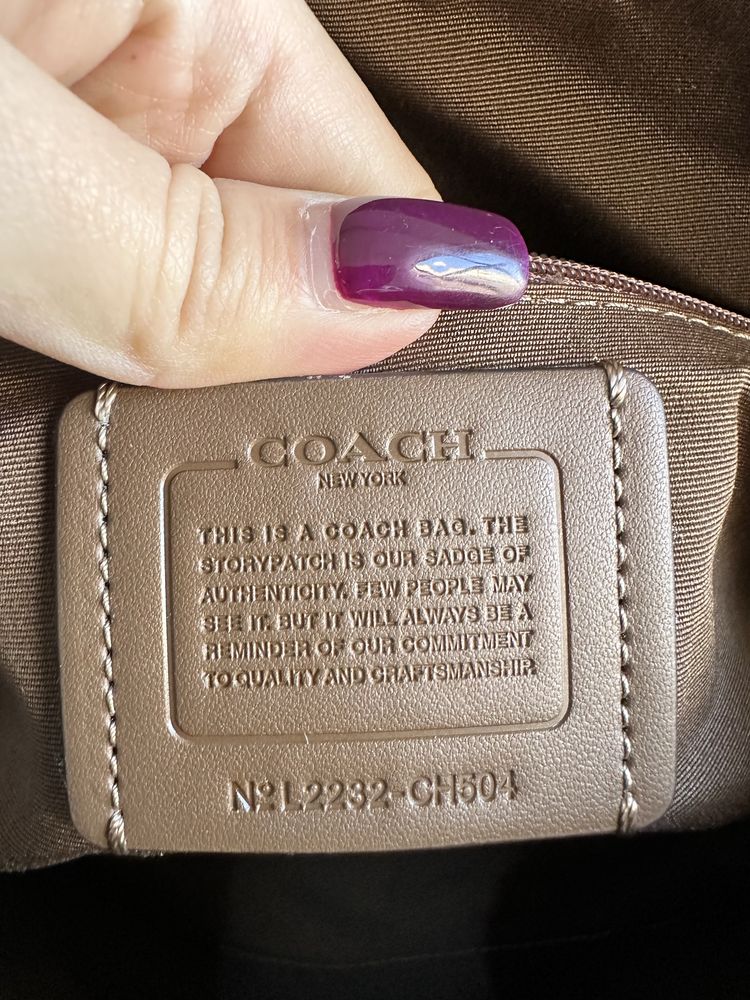 COACH
NEW YORK
THIS IS A COACH BAG. THE
STORYPATCH IS OUR BADGE OF
AUTHENTICITY. FEW PEOPLE MAY
SEE IT. BUT IT WILL ALWAYS BE A
REMINDER OF OUR COMMITMENT
TO QUALITY AND CRAFTSMANSHIP.
Nº L2232-CH504